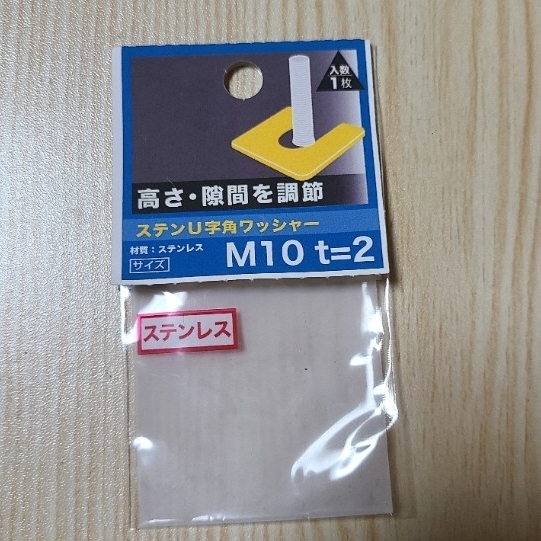 入数
1枚
高さ・隙間を調節
ステンU字角ワッシャー
材質：ステンレス
サイズ
M10 t=2
ステンレス